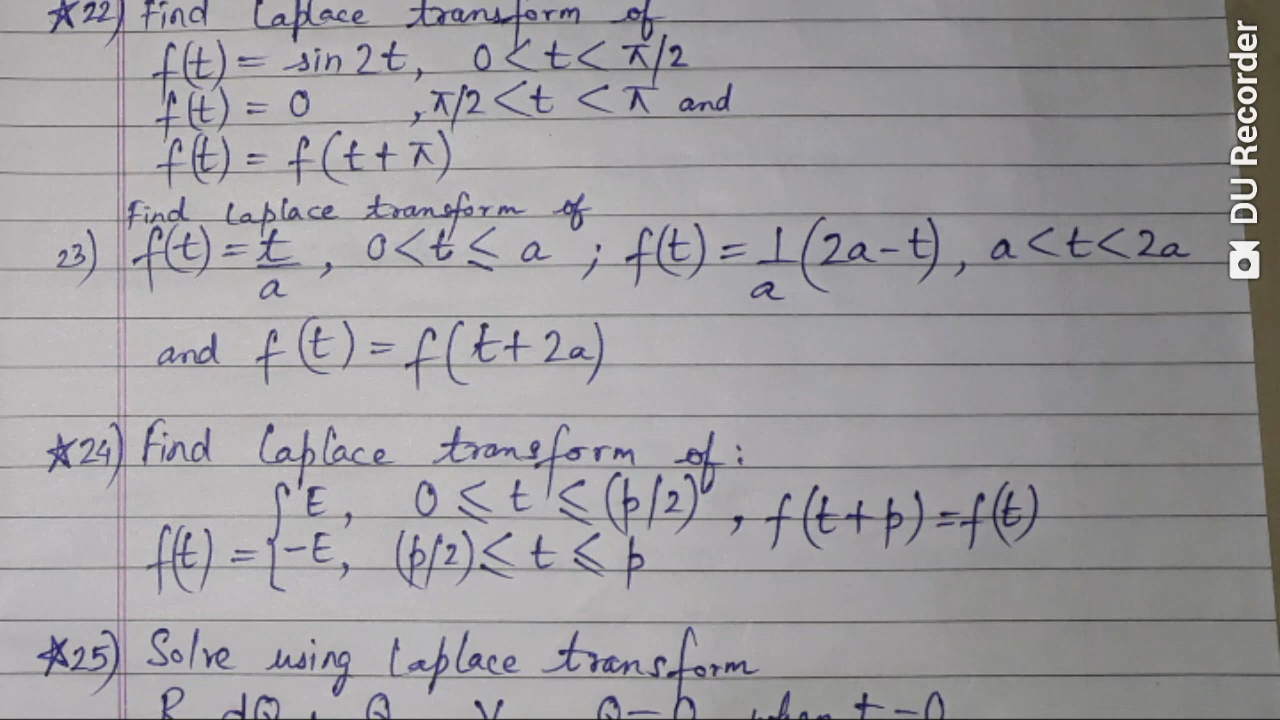 ☆22) Find Laplace transform of
f(t) = sin 2t, 0 < t < π/2
f(t) = 0 , π/2 < t < π and
f(t) = f(t + π)
Find Laplace transform of
23) f(t) = t/a , 0 < t ≤ a ; f(t) = 1/a (2a - t), a < t < 2a
and f(t) = f(t + 2a)
☆24) Find Laplace transform of :
f(t) = { E, 0 ≤ t ≤ (p/2) , f(t + p) = f(t)
-E, (p/2) ≤ t ≤ p
☆25) Solve using Laplace transform
DU Recorder